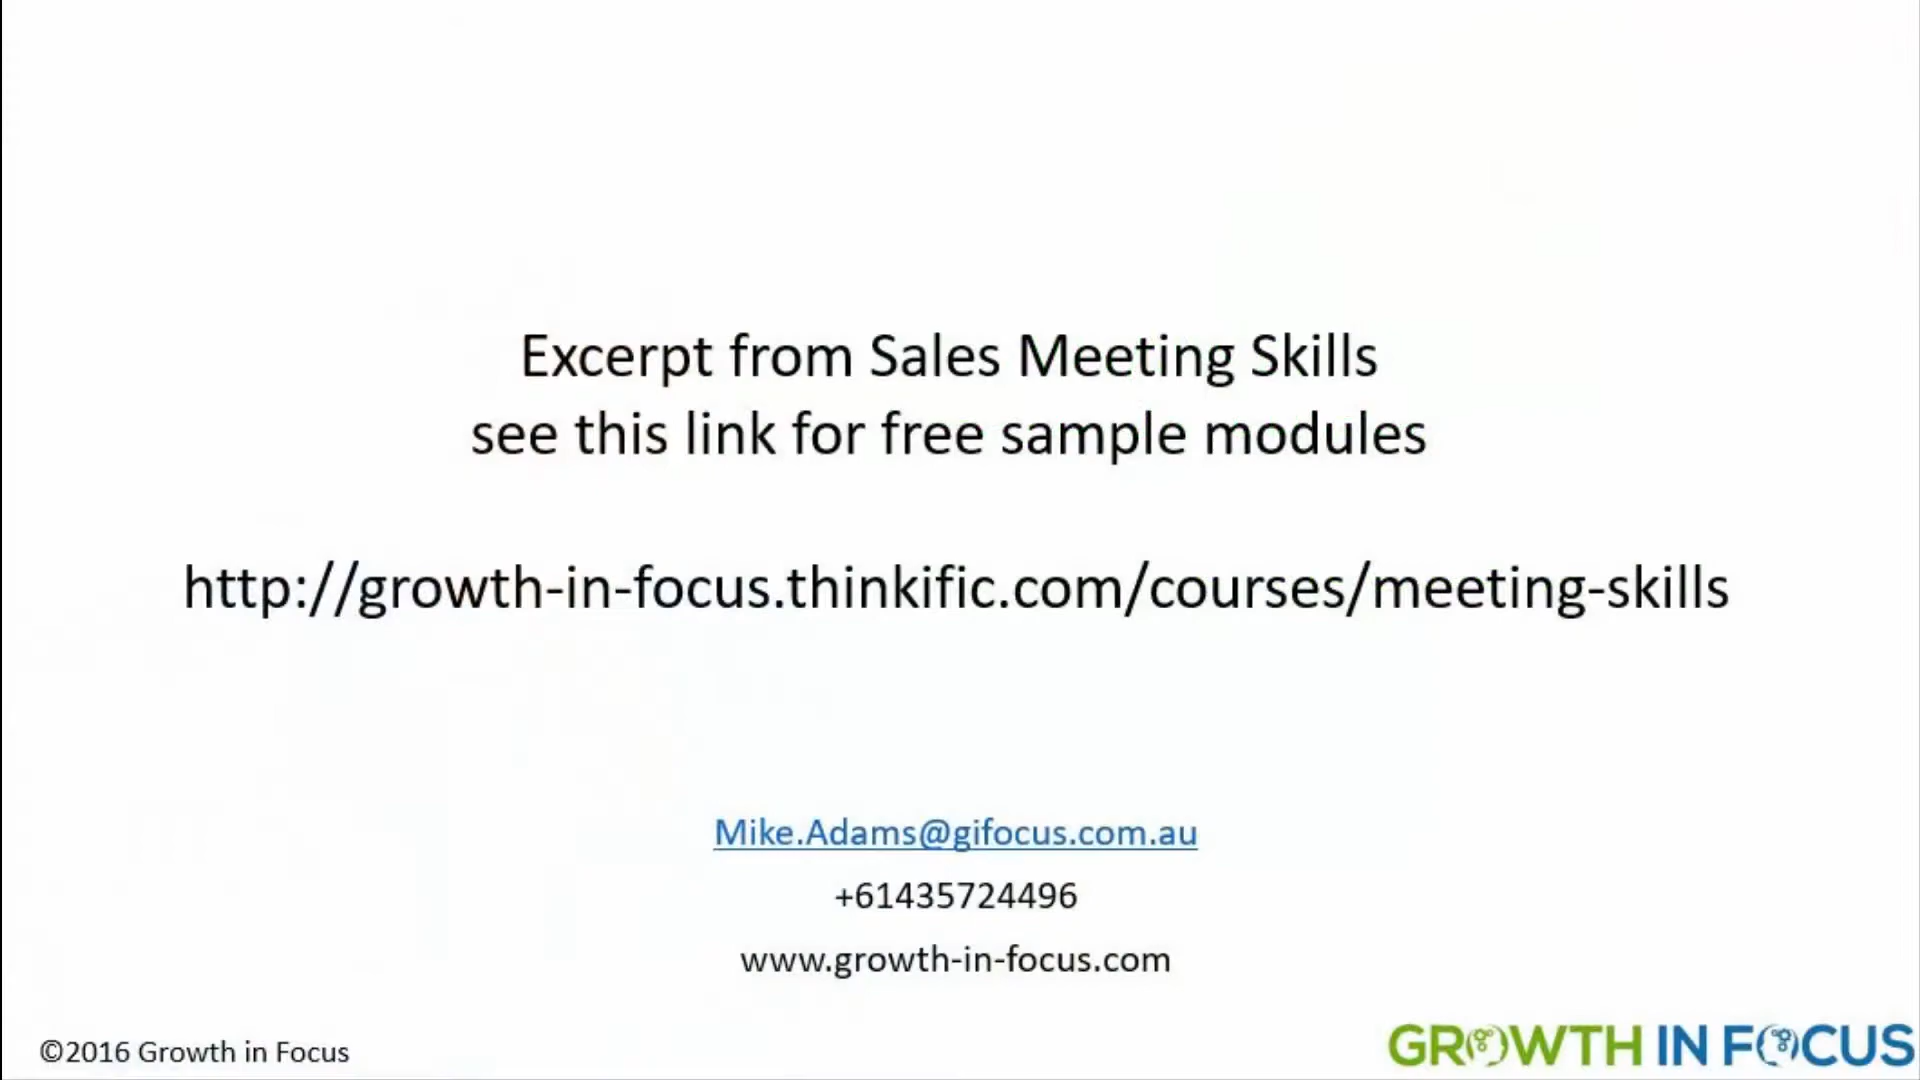 Excerpt from Sales Meeting Skills
see this link for free sample modules
http://growth-in-focus.thinkific.com/courses/meeting-skills
Mike.Adams@gifocus.com.au
+61435724496
www.growth-in-focus.com
©2016 Growth in Focus
GROWTH IN FOCUS